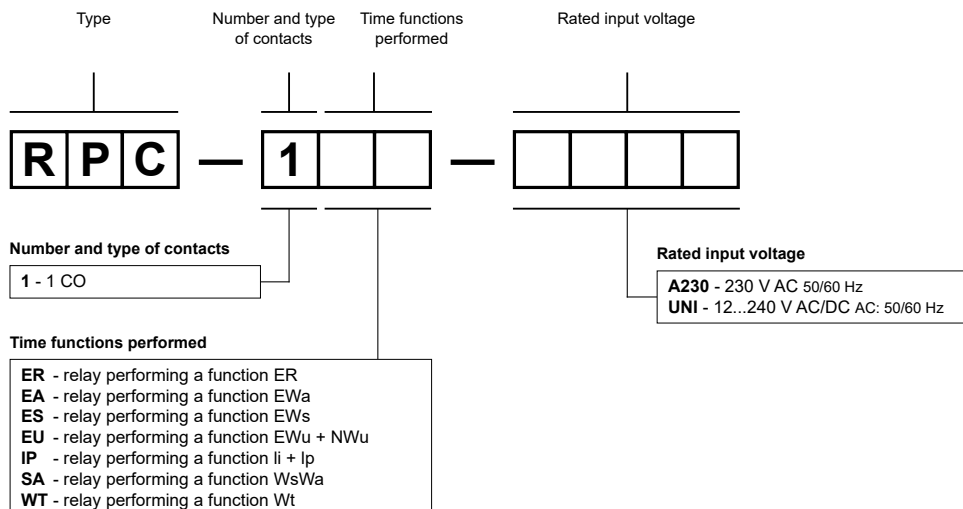 Type
Number and type
of contacts
Time functions
performed
Rated input voltage
R P C — 1 —
Number and type of contacts
1 - 1 CO
Rated input voltage
A230 - 230 V AC 50/60 Hz
UNI - 12...240 V AC/DC AC: 50/60 Hz
Time functions performed
ER - relay performing a function ER
EA - relay performing a function EWa
ES - relay performing a function EWs
EU - relay performing a function EWu + NWu
IP - relay performing a function Ii + Ip
SA - relay performing a function WsWa
WT - relay performing a function Wt